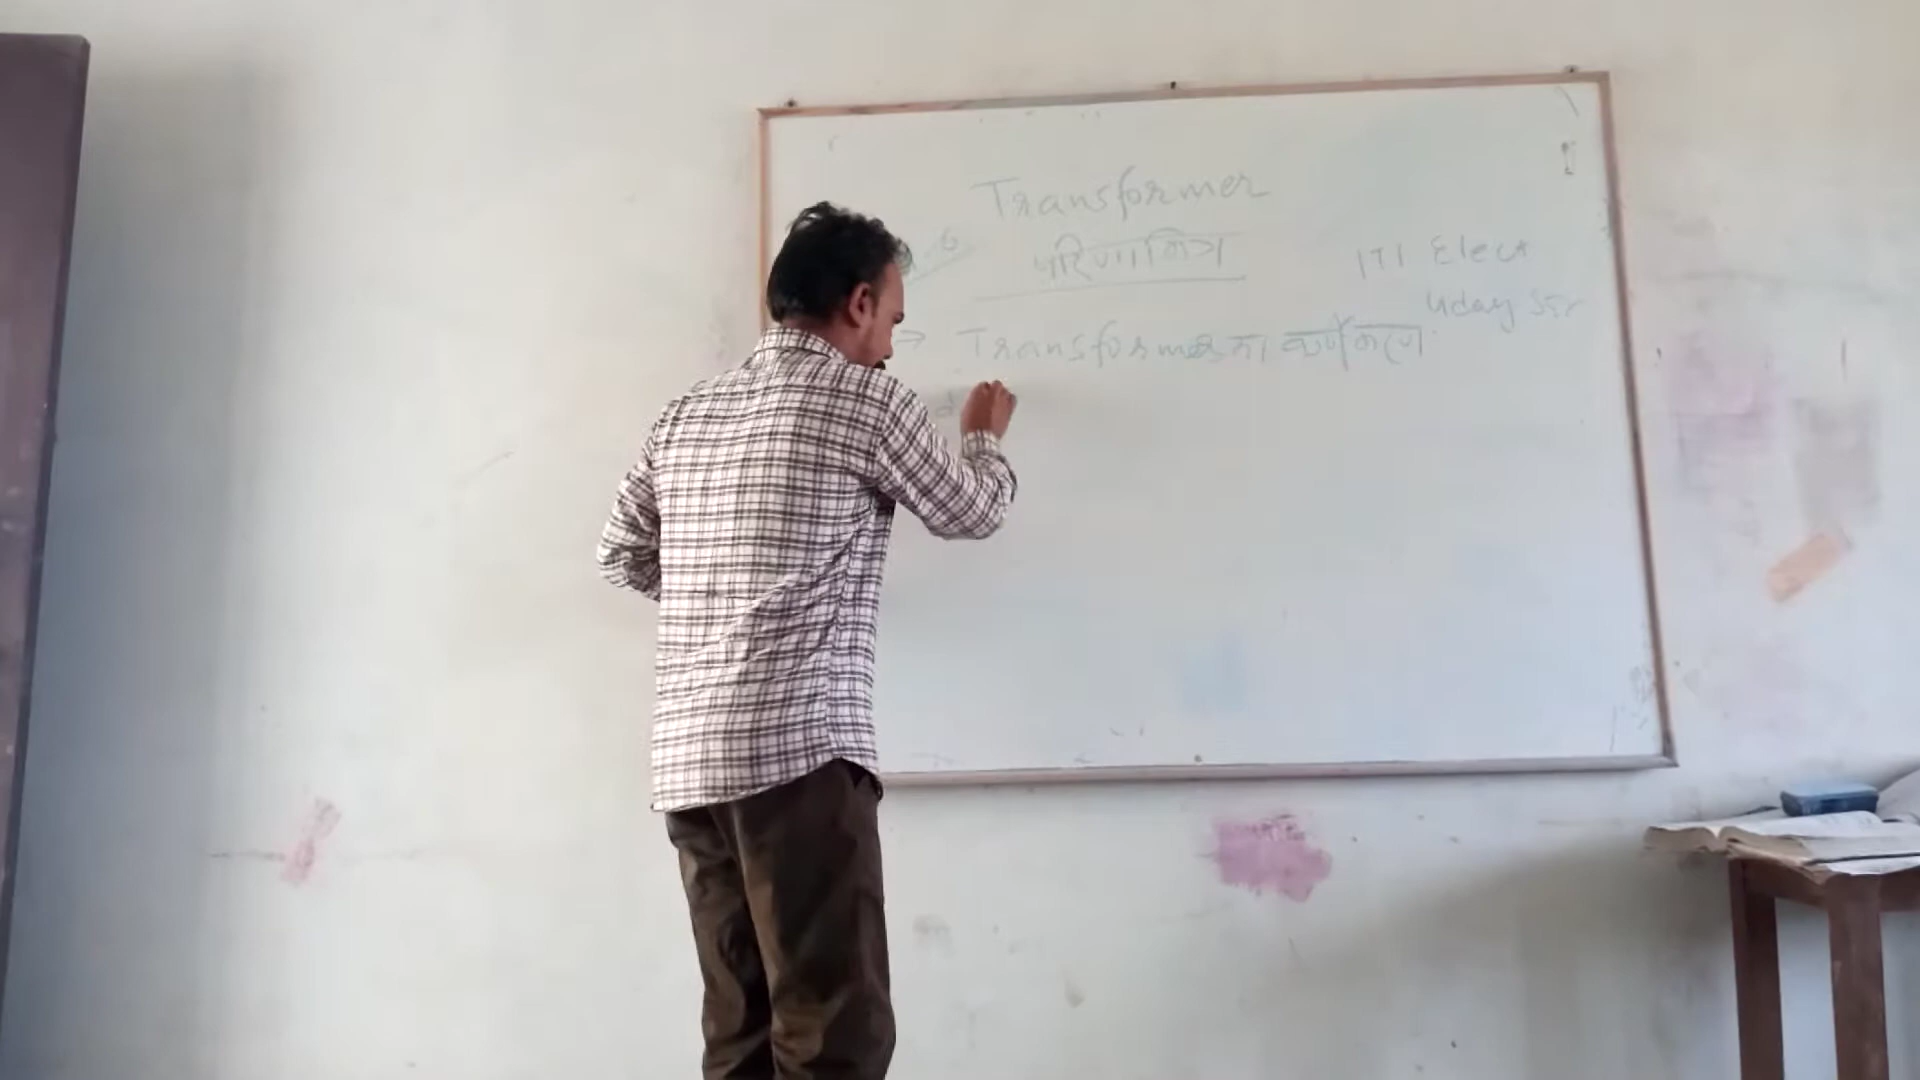 Transformer
परिणामित्र
ITI Elect
Uday Sir
→ Transformer का वर्गीकरण